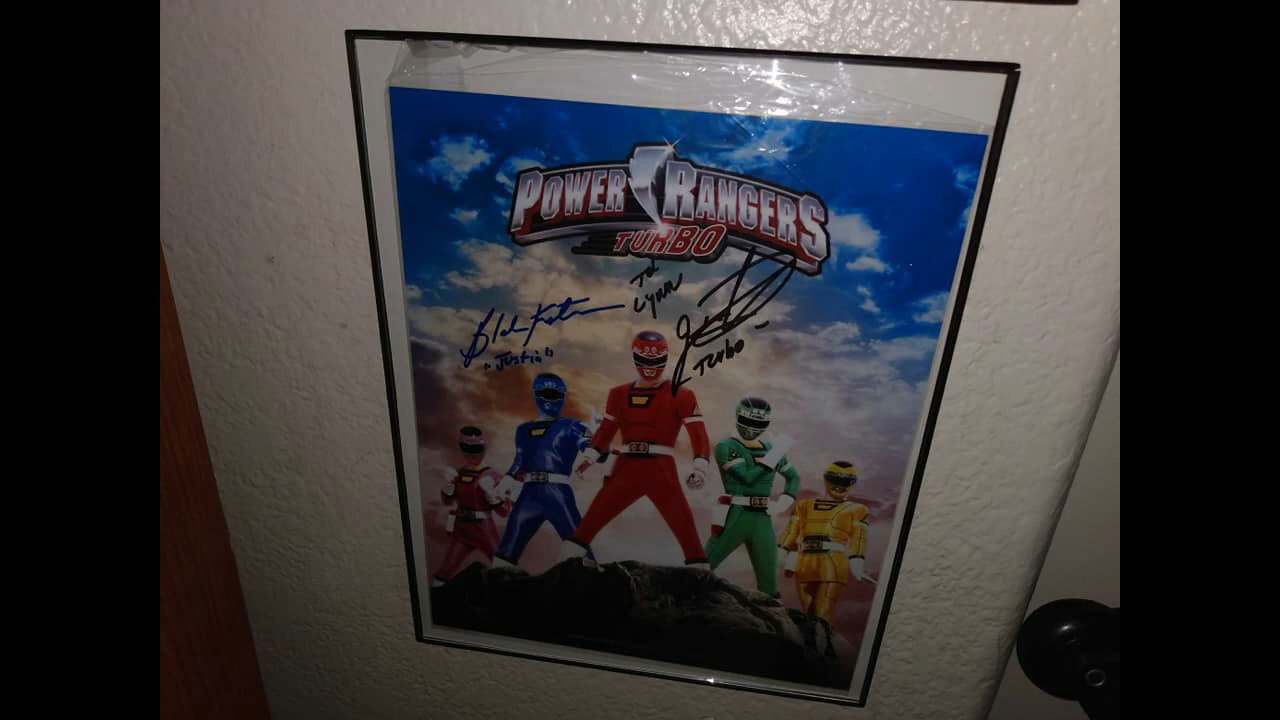 POWER RANGERS
TURBO
To
Lynn
"Justin"
Turbo